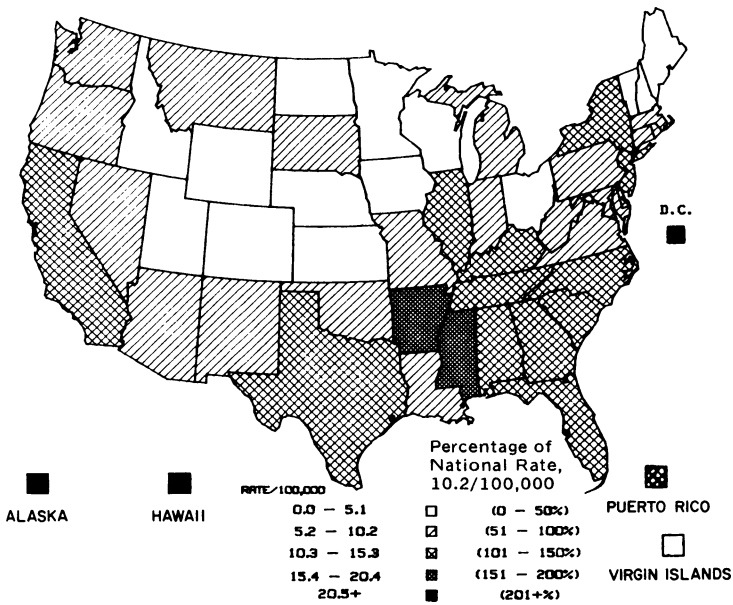 D.C.
Percentage of
National Rate,
10.2/100,000
RATE/100,000
0.0 - 5.1 (0 - 50%)
5.2 - 10.2 (51 - 100%)
10.3 - 15.3 (101 - 150%)
15.4 - 20.4 (151 - 200%)
20.5+ (201+%)
ALASKA
HAWAII
PUERTO RICO
VIRGIN ISLANDS